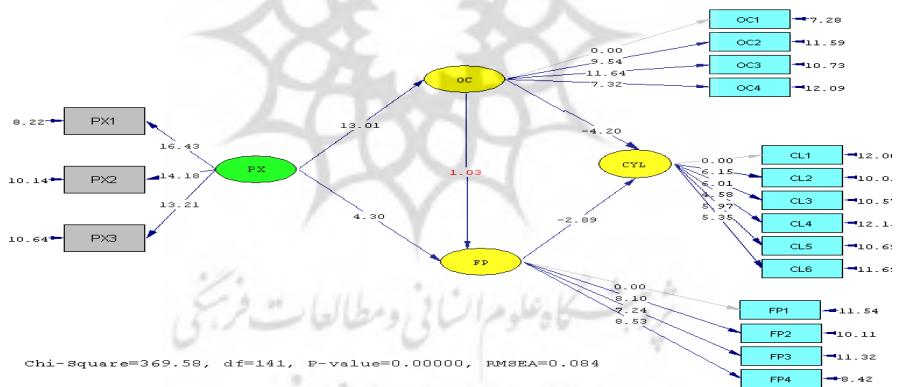 OC1 7.28
0.00
OC2 11.59
9.54
OC3 10.73
11.64
OC4 12.09
7.32
OC
8.22 PX1
13.01
-4.20
16.43
CL1
0.00
CYL
CL2
6.15
10.14 PX2
14.18
PX
1.03
CL3
6.01
CL4
4.58
13.21
4.30
-2.89
CL5
5.97
10.64 PX3
CL6
5.35
FP
0.00
8.10
FP1 11.54
7.24
FP2 10.11
8.53
FP3 11.32
FP4 8.42
پژوهشگاه علوم انسانی و مطالعات فرهنگی
Chi-Square=369.58, df=141, P-value=0.00000, RMSEA=0.084